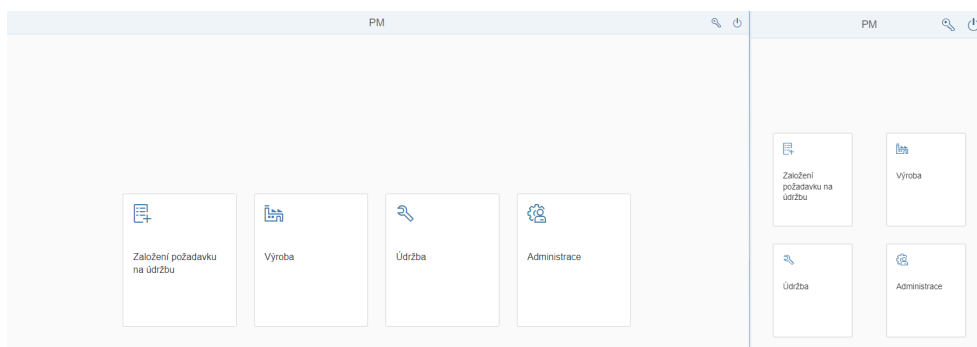 PM
Založení požadavku
na údržbu
Výroba
Údržba
Administrace
PM
Založení
požadavku na
údržbu
Výroba
Údržba
Administrace